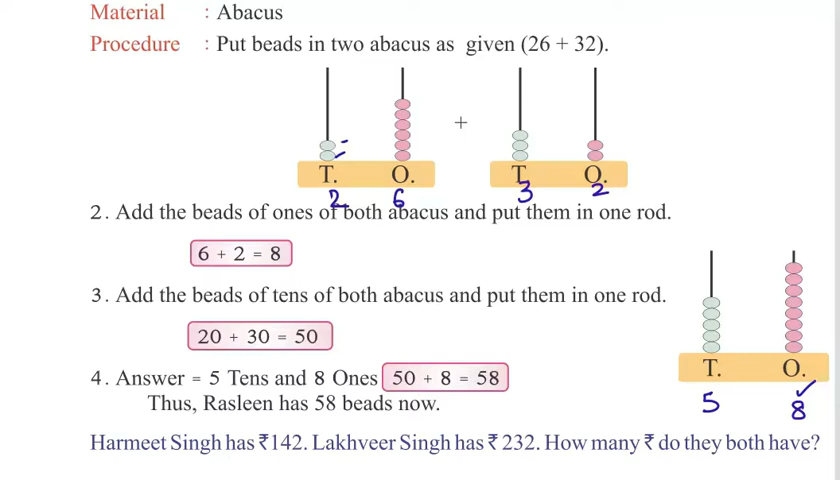 Material : Abacus
Procedure : Put beads in two abacus as given (26 + 32).
+
T. O. T. O.
2 6 3 2
2. Add the beads of ones of both abacus and put them in one rod.
6 + 2 = 8
3. Add the beads of tens of both abacus and put them in one rod.
20 + 30 = 50
T. O.
4. Answer = 5 Tens and 8 Ones 50 + 8 = 58
Thus, Rasleen has 58 beads now.
5 8
Harmeet Singh has ₹142. Lakhveer Singh has ₹ 232. How many ₹ do they both have?